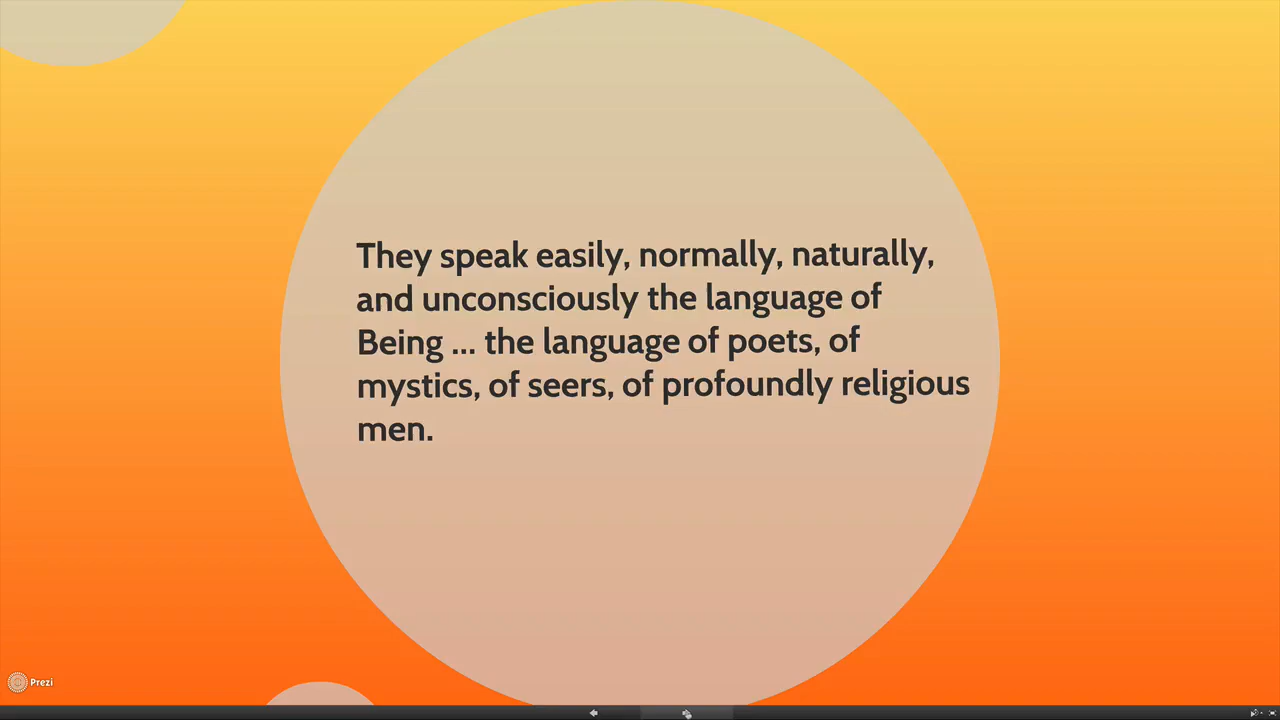 They speak easily, normally, naturally,
and unconsciously the language of
Being ... the language of poets, of
mystics, of seers, of profoundly religious
men.
Prezi